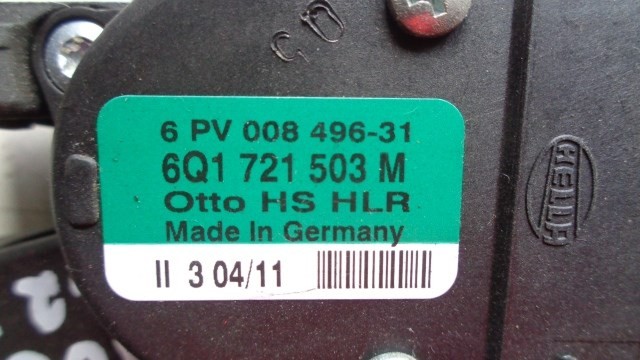 CD
6 PV 008 496-31
6Q1 721 503 M
Otto HS HLR
Made In Germany
II 3 04/11
HELLA